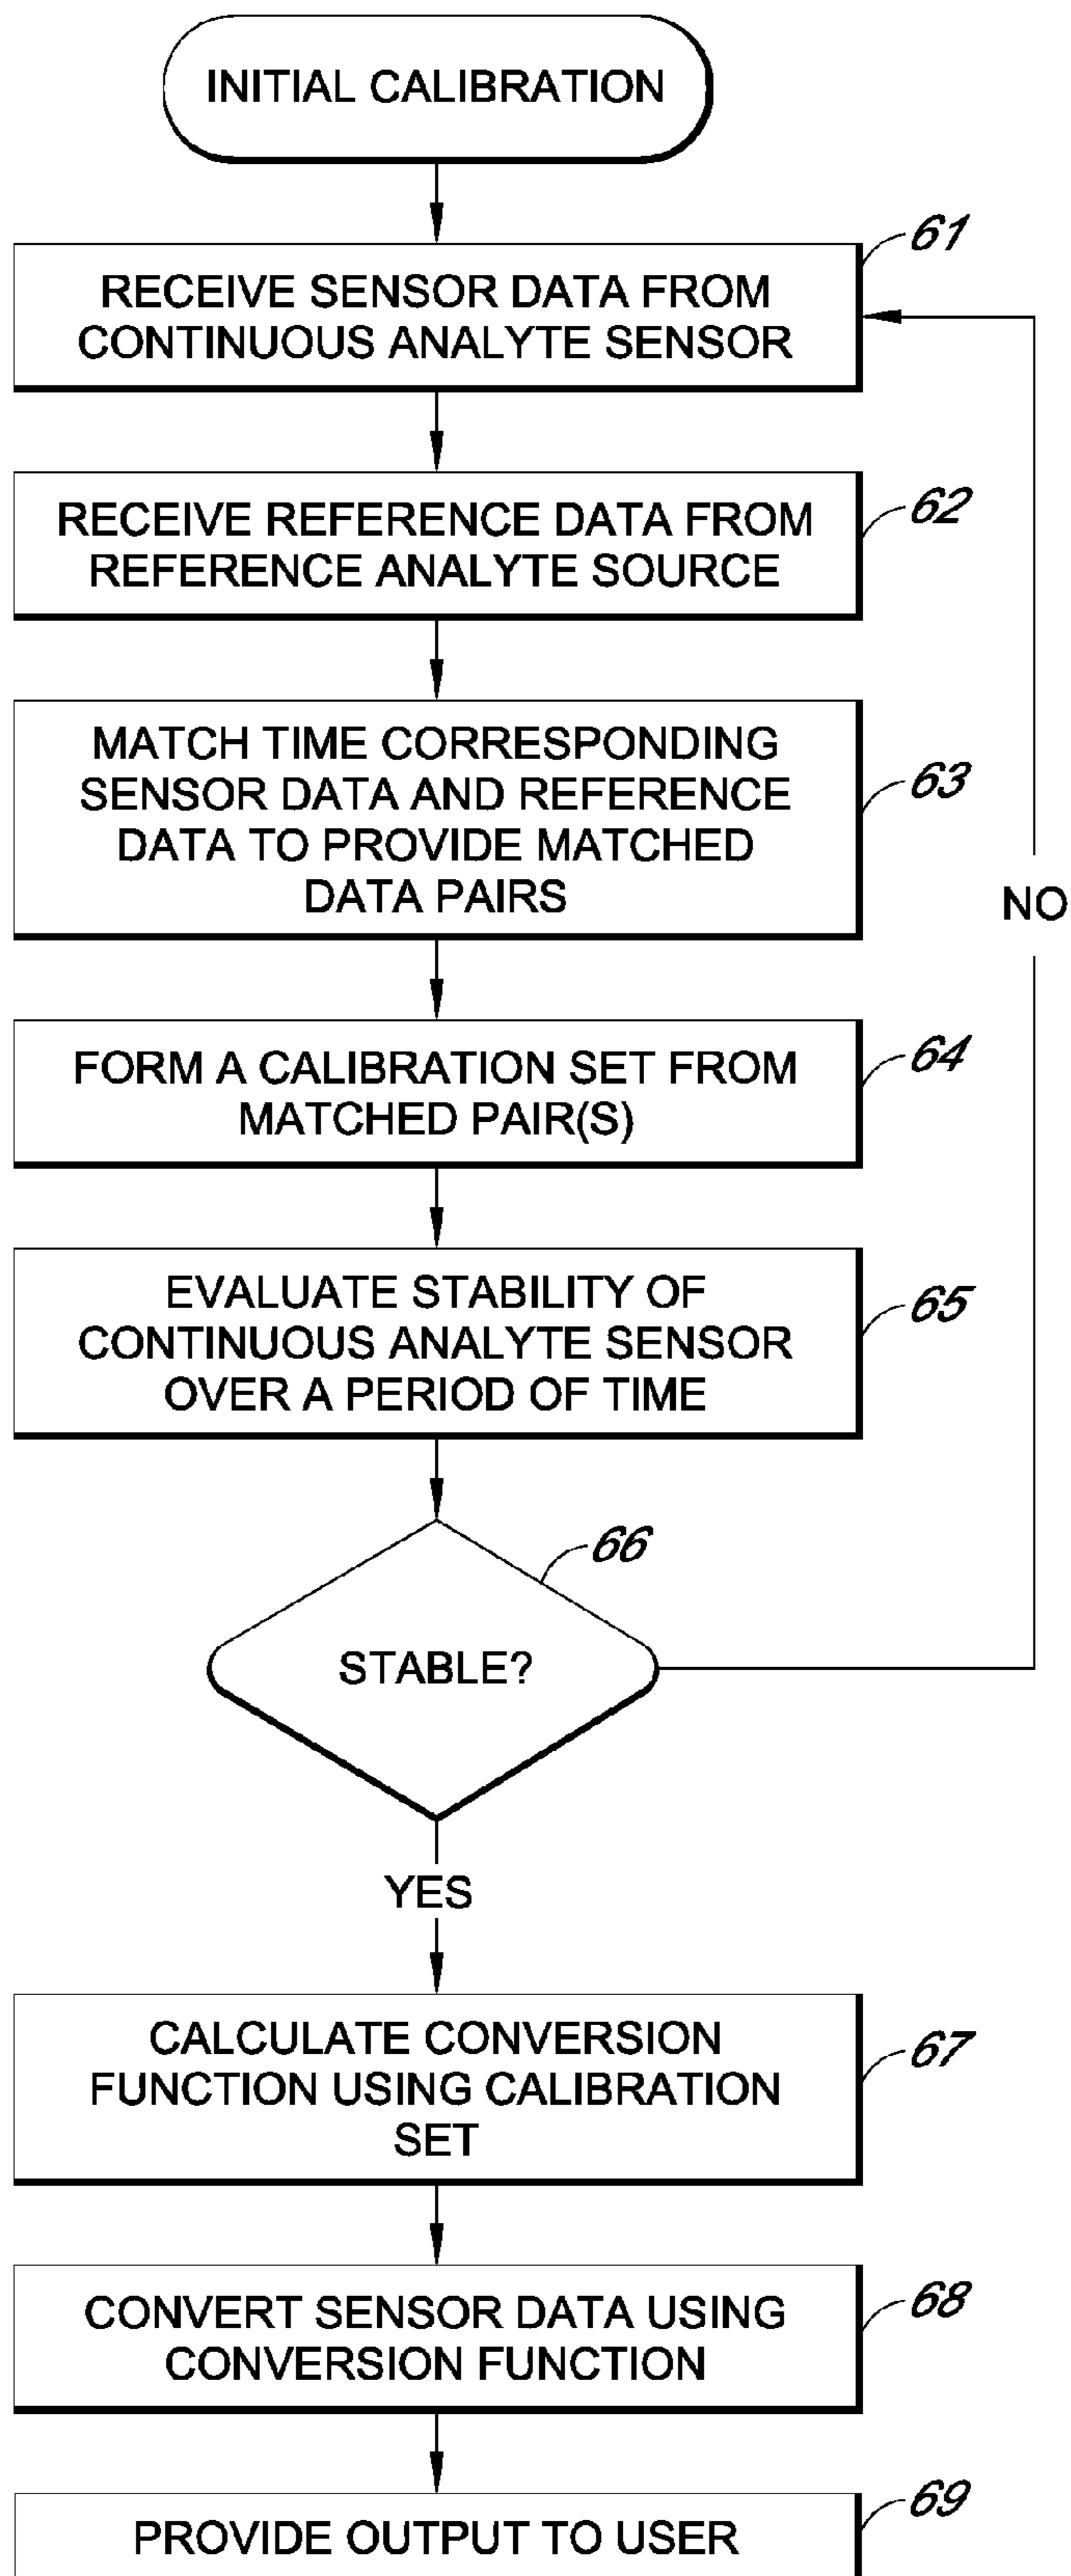 INITIAL CALIBRATION
61
RECEIVE SENSOR DATA FROM
CONTINUOUS ANALYTE SENSOR
62
RECEIVE REFERENCE DATA FROM
REFERENCE ANALYTE SOURCE
63
MATCH TIME CORRESPONDING
SENSOR DATA AND REFERENCE
DATA TO PROVIDE MATCHED
DATA PAIRS
NO
64
FORM A CALIBRATION SET FROM
MATCHED PAIR(S)
65
EVALUATE STABILITY OF
CONTINUOUS ANALYTE SENSOR
OVER A PERIOD OF TIME
66
STABLE?
YES
67
CALCULATE CONVERSION
FUNCTION USING CALIBRATION
SET
68
CONVERT SENSOR DATA USING
CONVERSION FUNCTION
69
PROVIDE OUTPUT TO USER